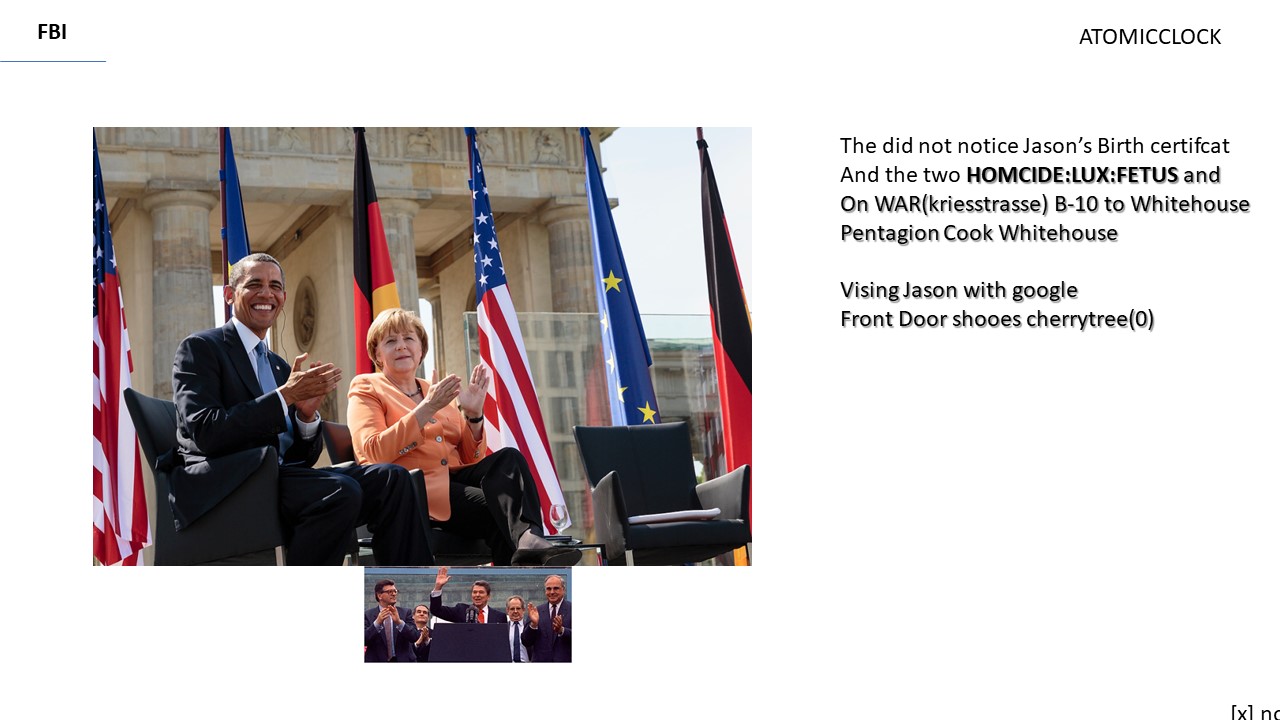 FBI
ATOMICCLOCK
The did not notice Jason’s Birth certifcat
And the two HOMCIDE:LUX:FETUS and
On WAR(kriesstrasse) B-10 to Whitehouse
Pentagion Cook Whitehouse
Vising Jason with google
Front Door shooes cherrytree(0)
[x]